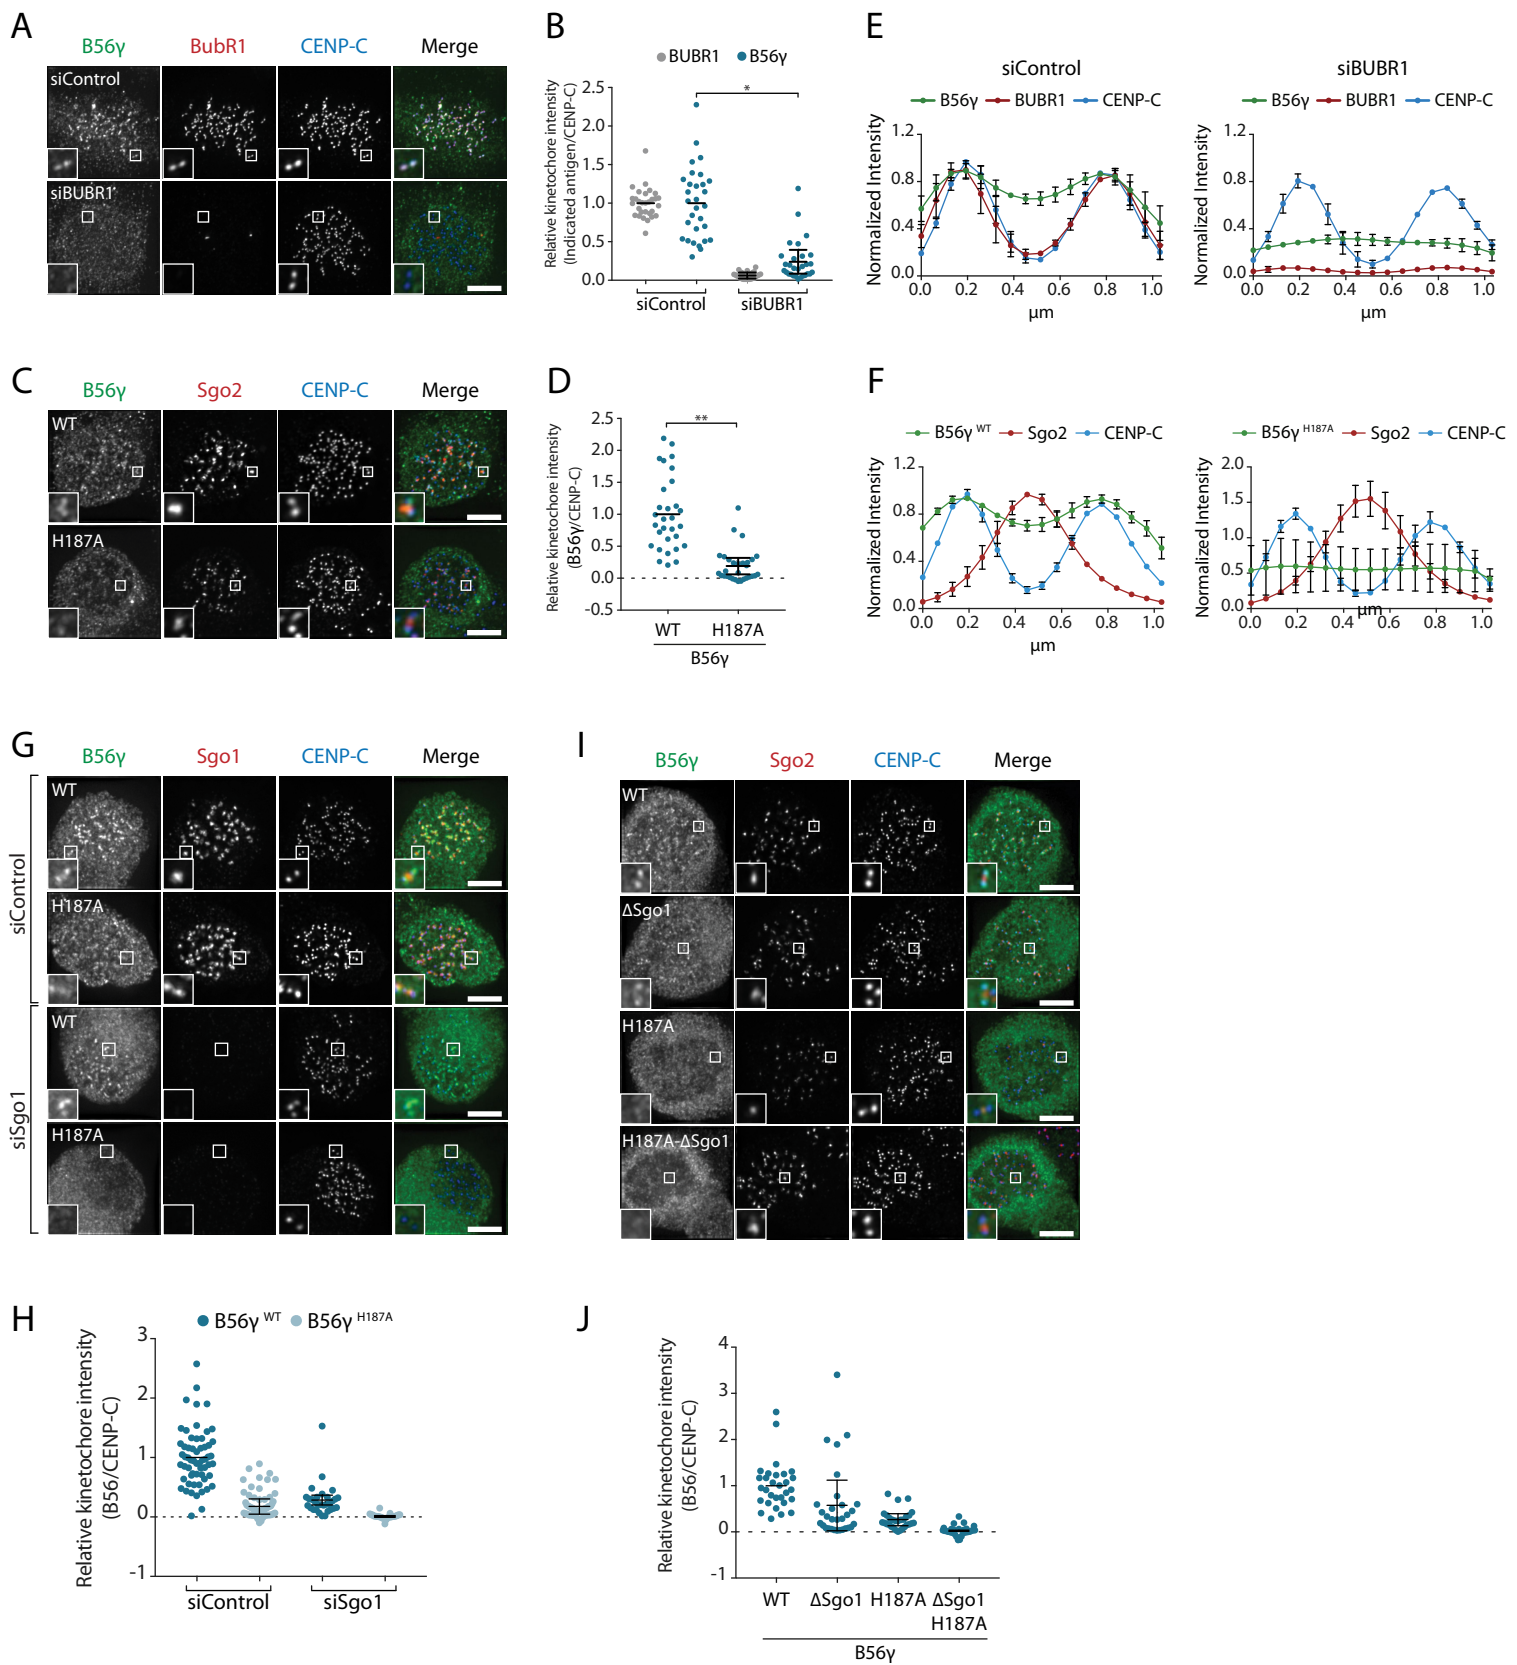 A
B56γ BubR1 CENP-C Merge
siControl
siBUBR1
B
BUBR1 B56γ
Relative kinetochore intensity
(Indicated antigen/CENP-C)
2.5
2.0
1.5
1.0
0.5
0.0
*
siControl siBUBR1
E
siControl
B56γ BUBR1 CENP-C
Normalized Intensity
1.2
0.8
0.4
0.0
0.0 0.2 0.4 0.6 0.8 1.0
μm
siBUBR1
B56γ BUBR1 CENP-C
Normalized Intensity
1.2
0.8
0.4
0.0
0.0 0.2 0.4 0.6 0.8 1.0
μm
C
B56γ Sgo2 CENP-C Merge
WT
H187A
D
Relative kinetochore intensity
(B56γ/CENP-C)
2.5
2.0
1.5
1.0
0.5
0.0
-0.5
**
WT H187A
B56γ
F
B56γ WT Sgo2 CENP-C
Normalized Intensity
1.2
0.8
0.4
0.0
0.0 0.2 0.4 0.6 0.8 1.0
μm
B56γ H187A Sgo2 CENP-C
Normalized Intensity
2.0
1.5
1.0
0.5
0.0
μm
0.0 0.2 0.4 0.6 0.8 1.0
G
B56γ Sgo1 CENP-C Merge
siControl
WT
H187A
siSgo1
WT
H187A
I
B56γ Sgo2 CENP-C Merge
WT
ΔSgo1
H187A
H187A-ΔSgo1
H
B56γ WT B56γ H187A
Relative kinetochore intensity
(B56/CENP-C)
3
2
1
0
-1
siControl siSgo1
J
Relative kinetochore intensity
(B56/CENP-C)
4
3
2
1
0
-1
WT ΔSgo1 H187A ΔSgo1
H187A
B56γ